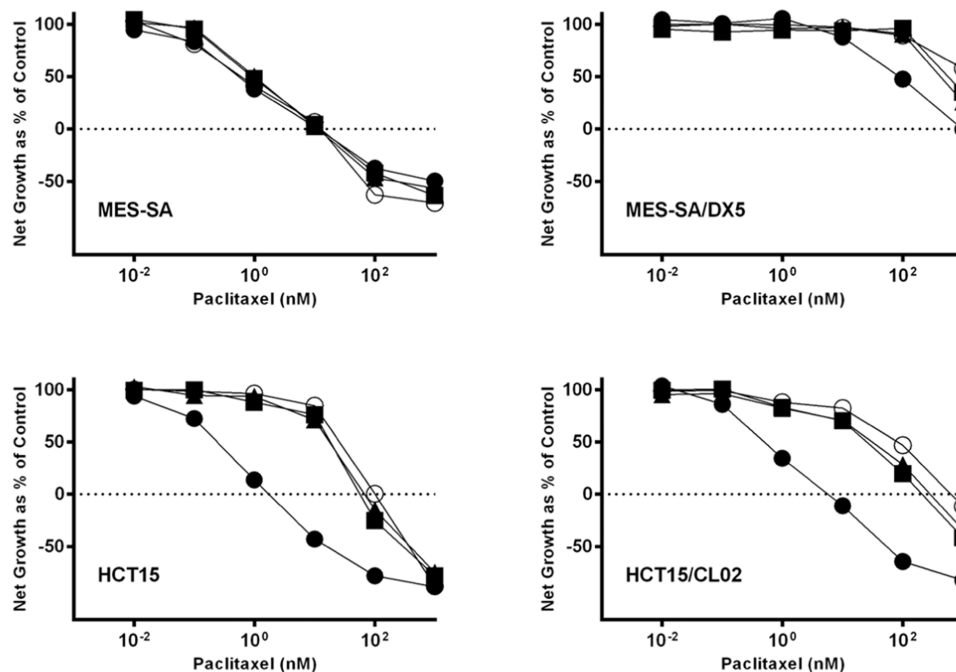 Net Growth as % of Control
100
50
0
-50
MES-SA
10-2
100
102
Paclitaxel (nM)
Net Growth as % of Control
100
50
0
-50
MES-SA/DX5
10-2
100
102
Paclitaxel (nM)
Net Growth as % of Control
100
50
0
-50
HCT15
10-2
100
102
Paclitaxel (nM)
Net Growth as % of Control
100
50
0
-50
HCT15/CL02
10-2
100
102
Paclitaxel (nM)